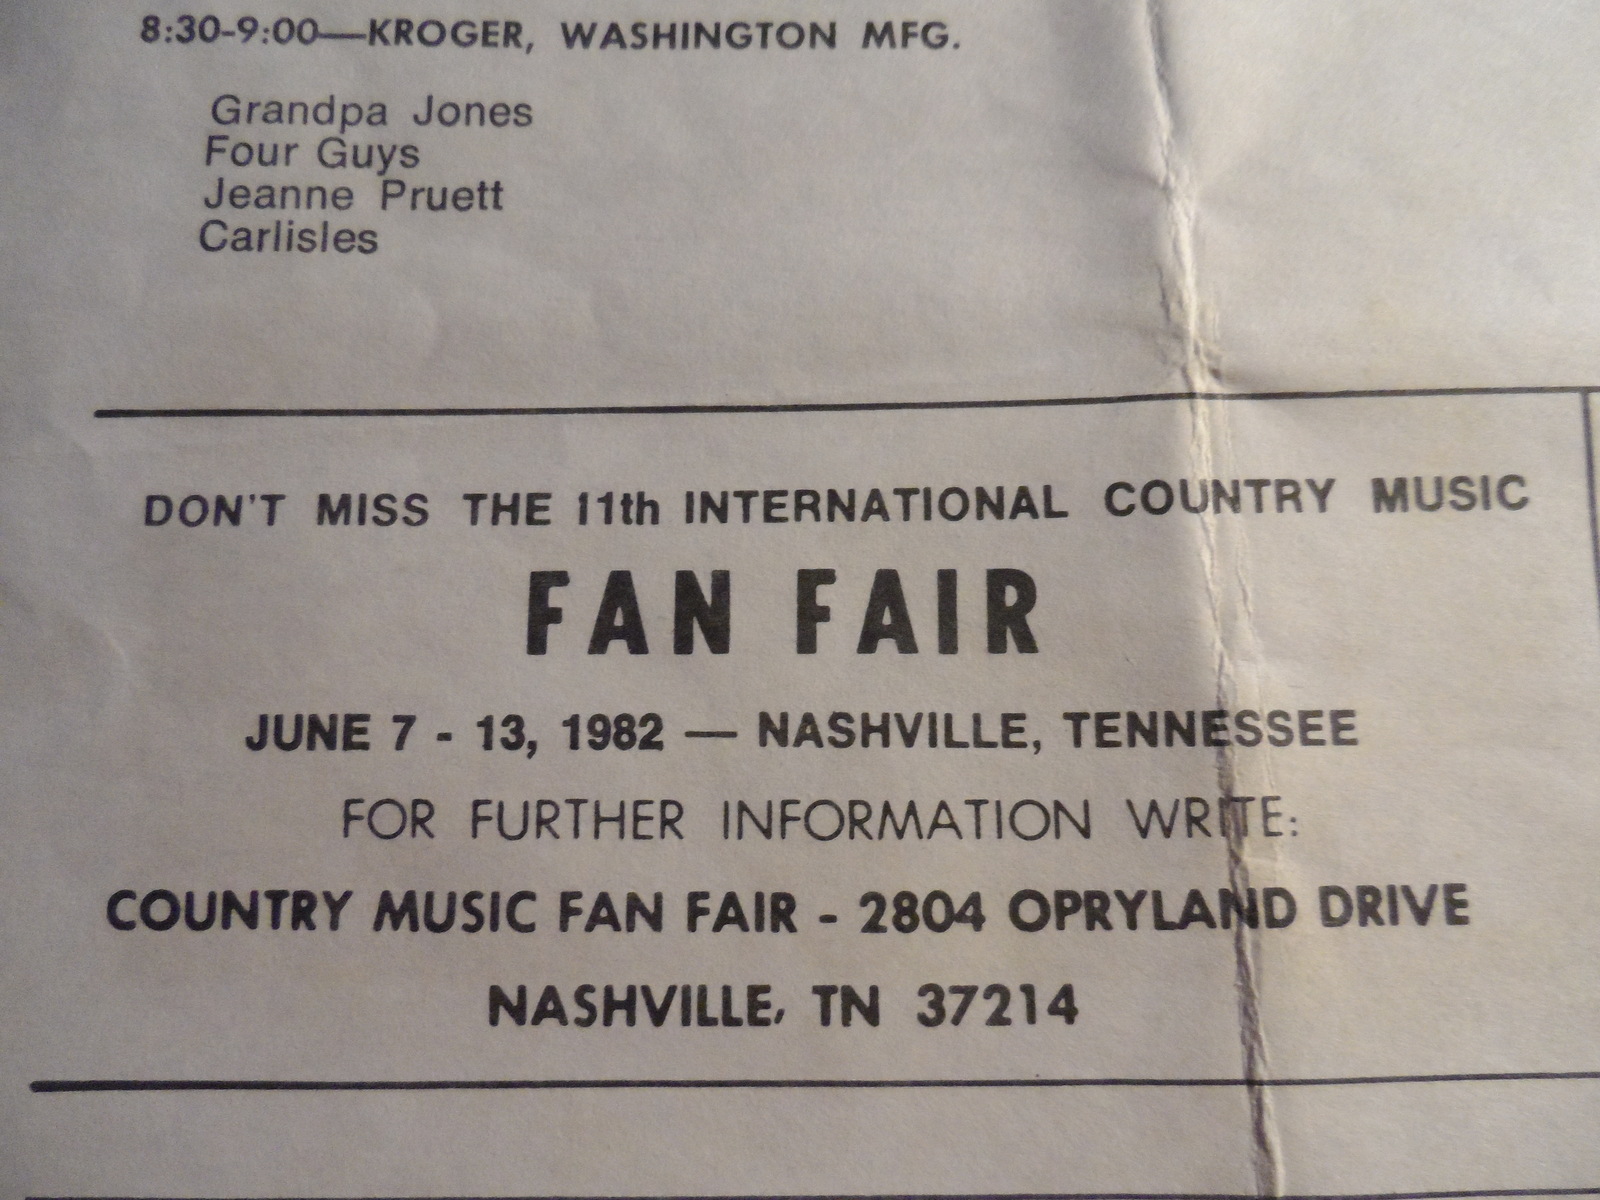 8:30-9:00—KROGER, WASHINGTON MFG.
Grandpa Jones
Four Guys
Jeanne Pruett
Carlisles
DON'T MISS THE 11th INTERNATIONAL COUNTRY MUSIC
FAN FAIR
JUNE 7 - 13, 1982 — NASHVILLE, TENNESSEE
FOR FURTHER INFORMATION WRITE:
COUNTRY MUSIC FAN FAIR - 2804 OPRYLAND DRIVE
NASHVILLE, TN 37214